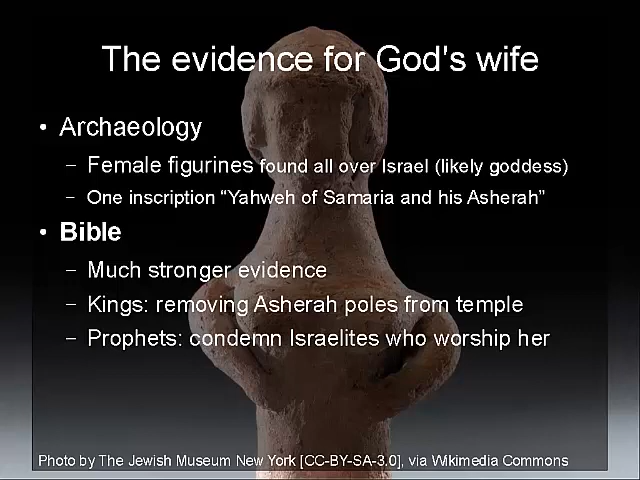 The evidence for God's wife
• Archaeology
– Female figurines found all over Israel (likely goddess)
– One inscription “Yahweh of Samaria and his Asherah”
• Bible
– Much stronger evidence
– Kings: removing Asherah poles from temple
– Prophets: condemn Israelites who worship her
Photo by The Jewish Museum New York [CC-BY-SA-3.0], via Wikimedia Commons